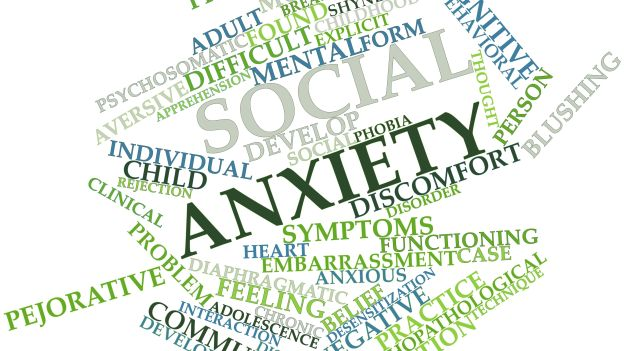 ADULT
FOUND
EXPLICIT
CHILDHOOD
PSYCHOSOMATIC
DIFFICULT
MENTAL
FORM
BEHAVIORAL
AVERSIVE
APPREHENSION
SOCIAL
THOUGHT
PERSON
BLUSHING
DEVELOP
SOCIAL
PHOBIA
INDIVIDUAL
CHILD
REJECTION
ANXIETY
DISCOMFORT
DISORDER
CLINICAL
SYMPTOMS
PROBLEM
HEART
FUNCTIONING
EMBARRASSMENT
CASE
DIAPHRAGMATIC
ANXIOUS
PEJORATIVE
FEELING
BELIEF
DESENSITIZATION
PRACTICE
TECHNIQUE
ADOLESCENCE
CHRONIC
INTERACTION